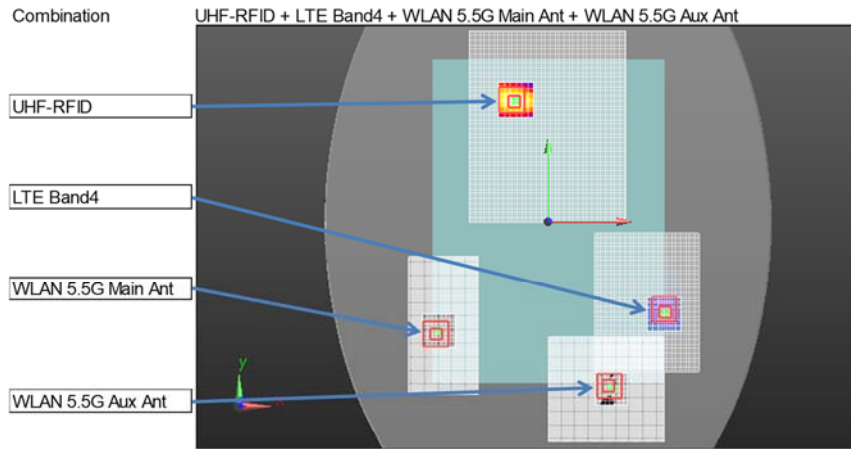 Combination UHF-RFID + LTE Band4 + WLAN 5.5G Main Ant + WLAN 5.5G Aux Ant
UHF-RFID
LTE Band4
WLAN 5.5G Main Ant
WLAN 5.5G Aux Ant
y